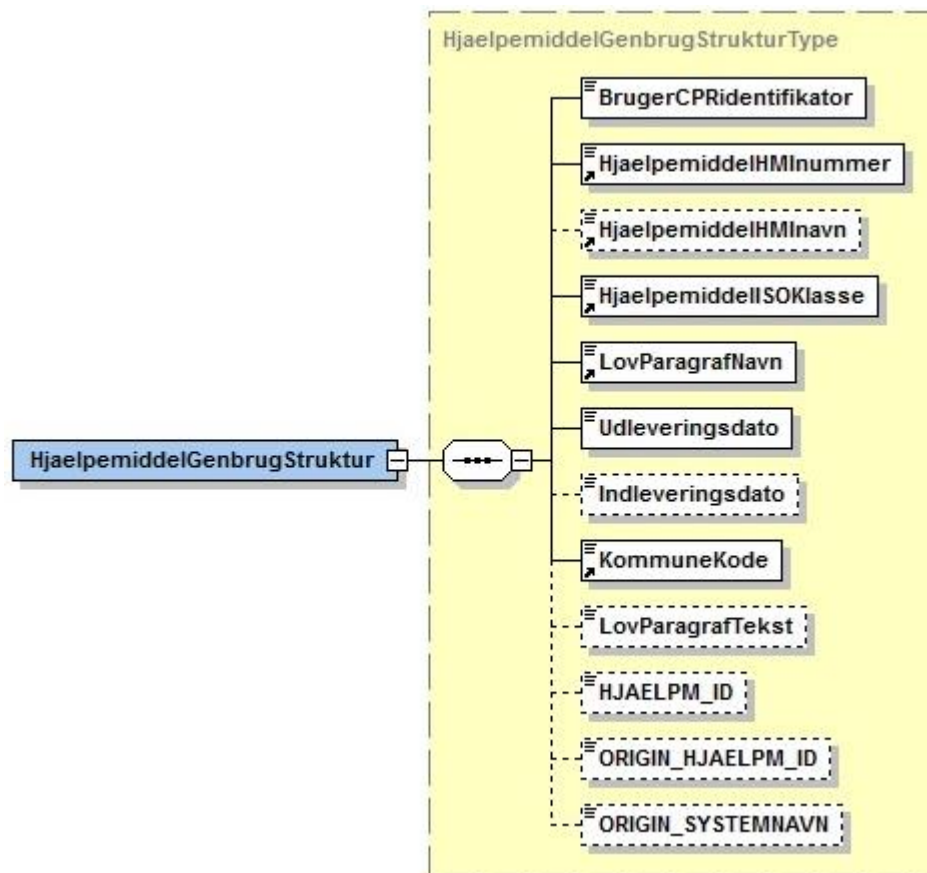 HjaelpemiddelGenbrugStrukturType
BrugerCPRidentifikator
HjaelpemiddelHMInummer
HjaelpemiddelHMInavn
HjaelpemiddelISOKlasse
LovParagrafNavn
Udleveringsdato
HjaelpemiddelGenbrugStruktur
Indleveringsdato
KommuneKode
LovParagrafTekst
HJAELPM_ID
ORIGIN_HJAELPM_ID
ORIGIN_SYSTEMNAVN